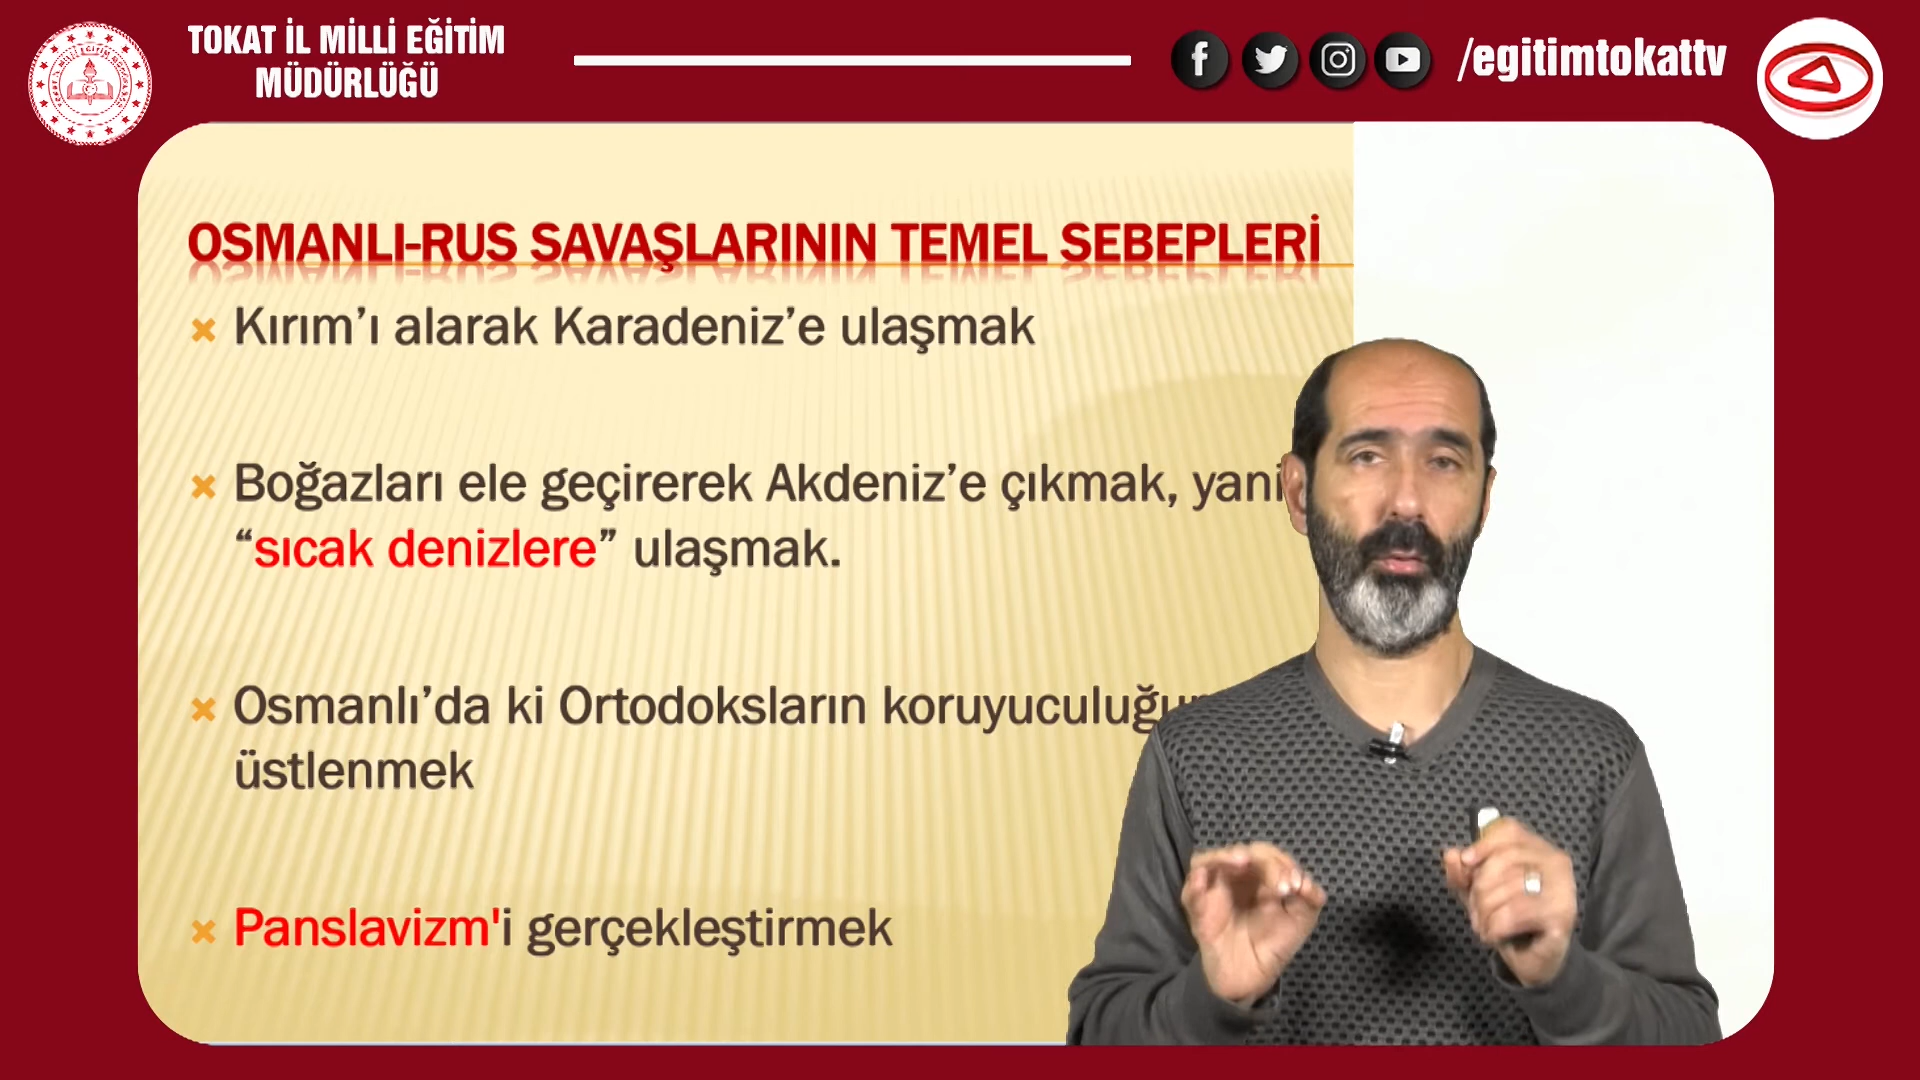 TOKAT İL MİLLİ EĞİTİM
MÜDÜRLÜĞÜ
/egitimtokattv
OSMANLI-RUS SAVAŞLARININ TEMEL SEBEPLERİ
Kırım’ı alarak Karadeniz’e ulaşmak
Boğazları ele geçirerek Akdeniz’e çıkmak, yani
“sıcak denizlere” ulaşmak.
Osmanlı’da ki Ortodoksların
üstlenmek
Panslavizm'i gerçekleştirmek